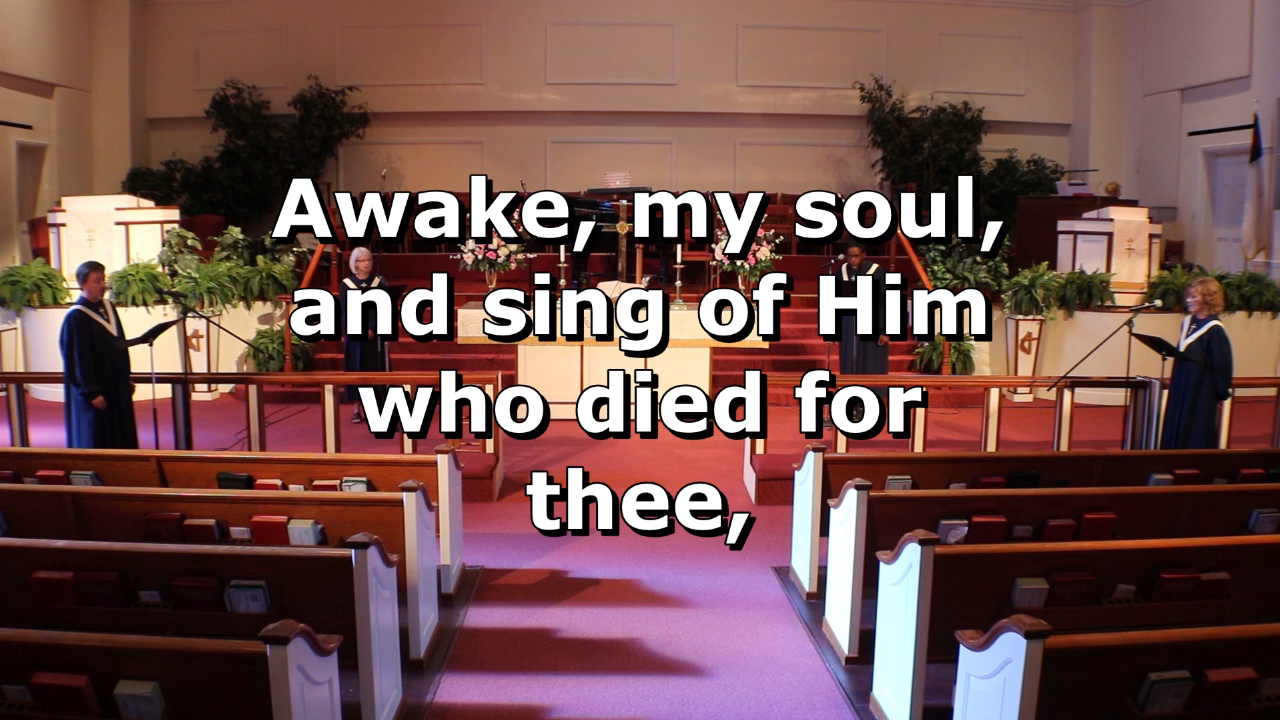 Awake, my soul,
and sing of Him
who died for
thee,